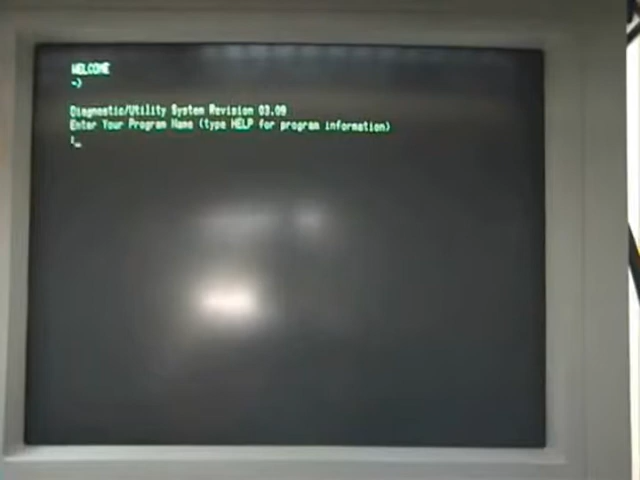 WELCOME
~)
Diagnostic/Utility System Revision 03.09
Enter Your Program Name (type HELP for program information)
:_